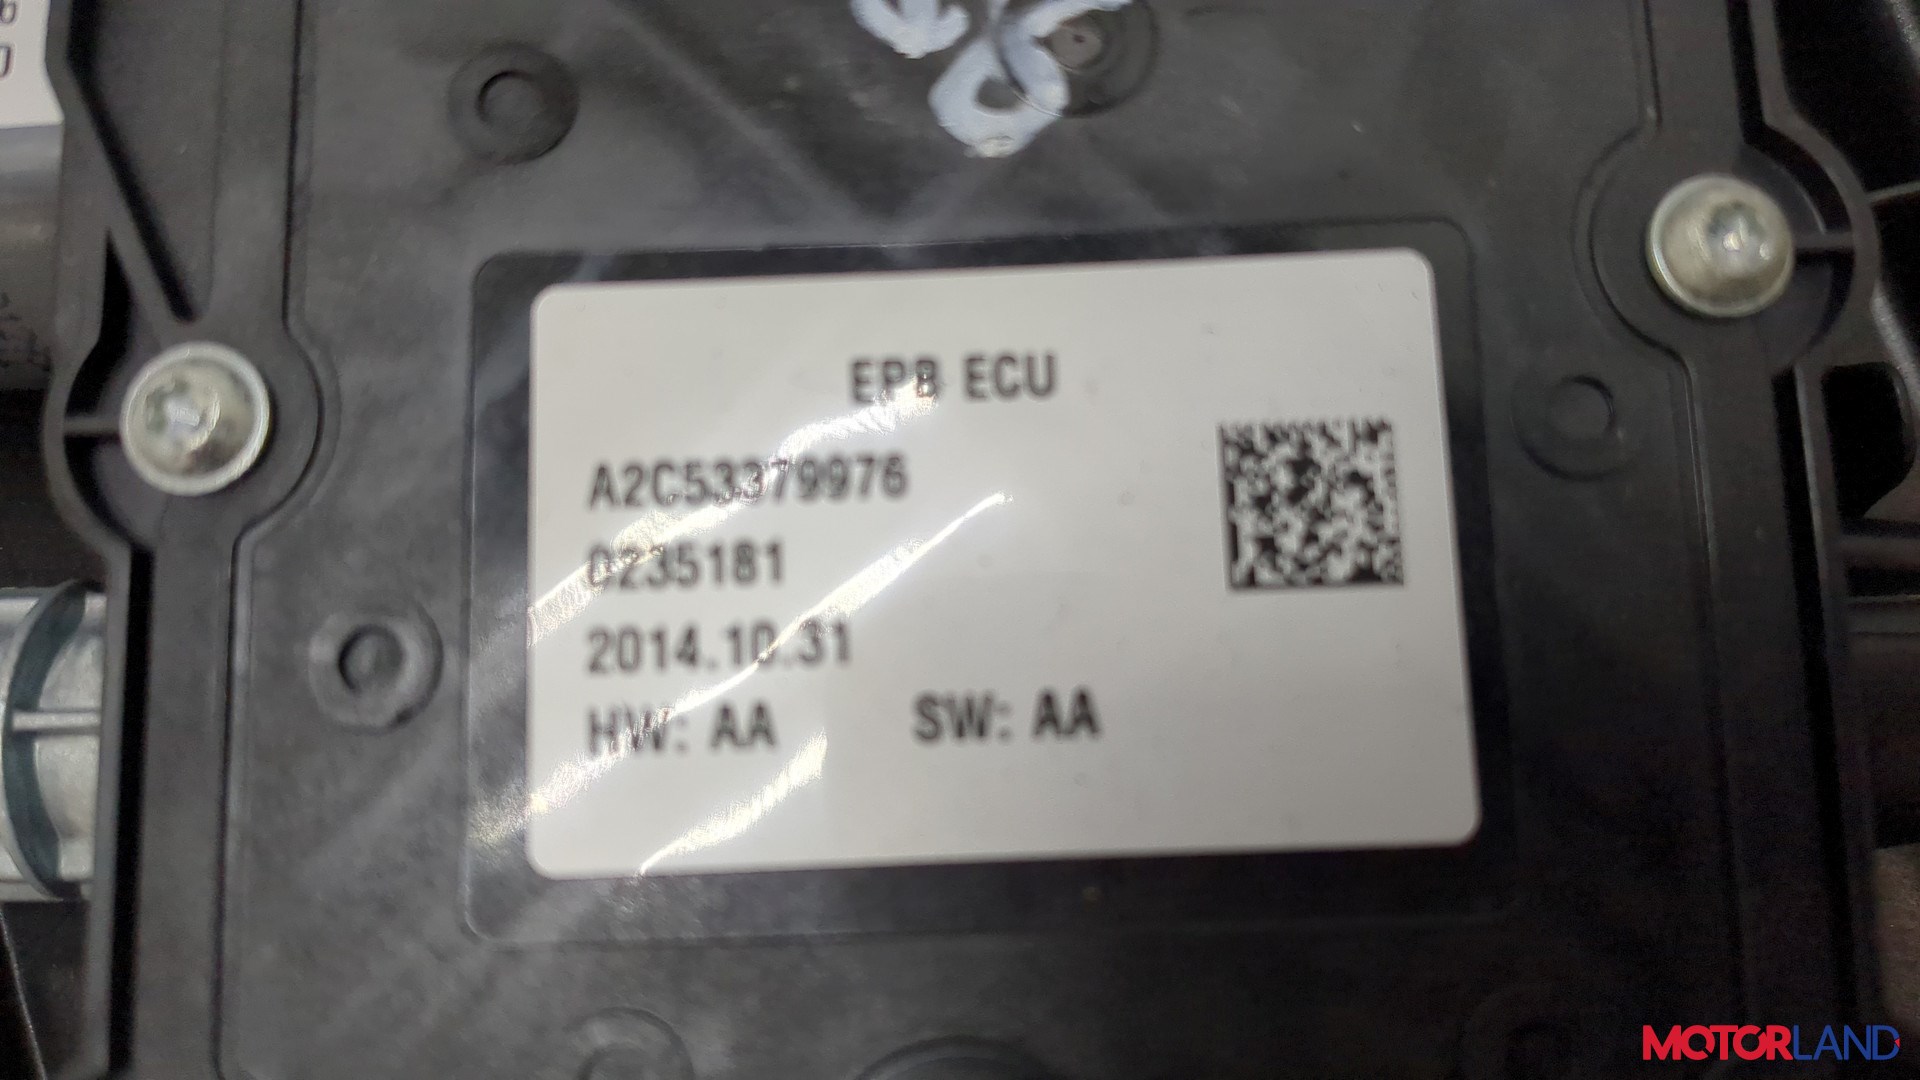 EPB ECU
A2C53379976
0235181
2014.10.31
HW: AA SW: AA
MOTORLAND